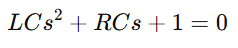 LCs² + RCs + 1 = 0